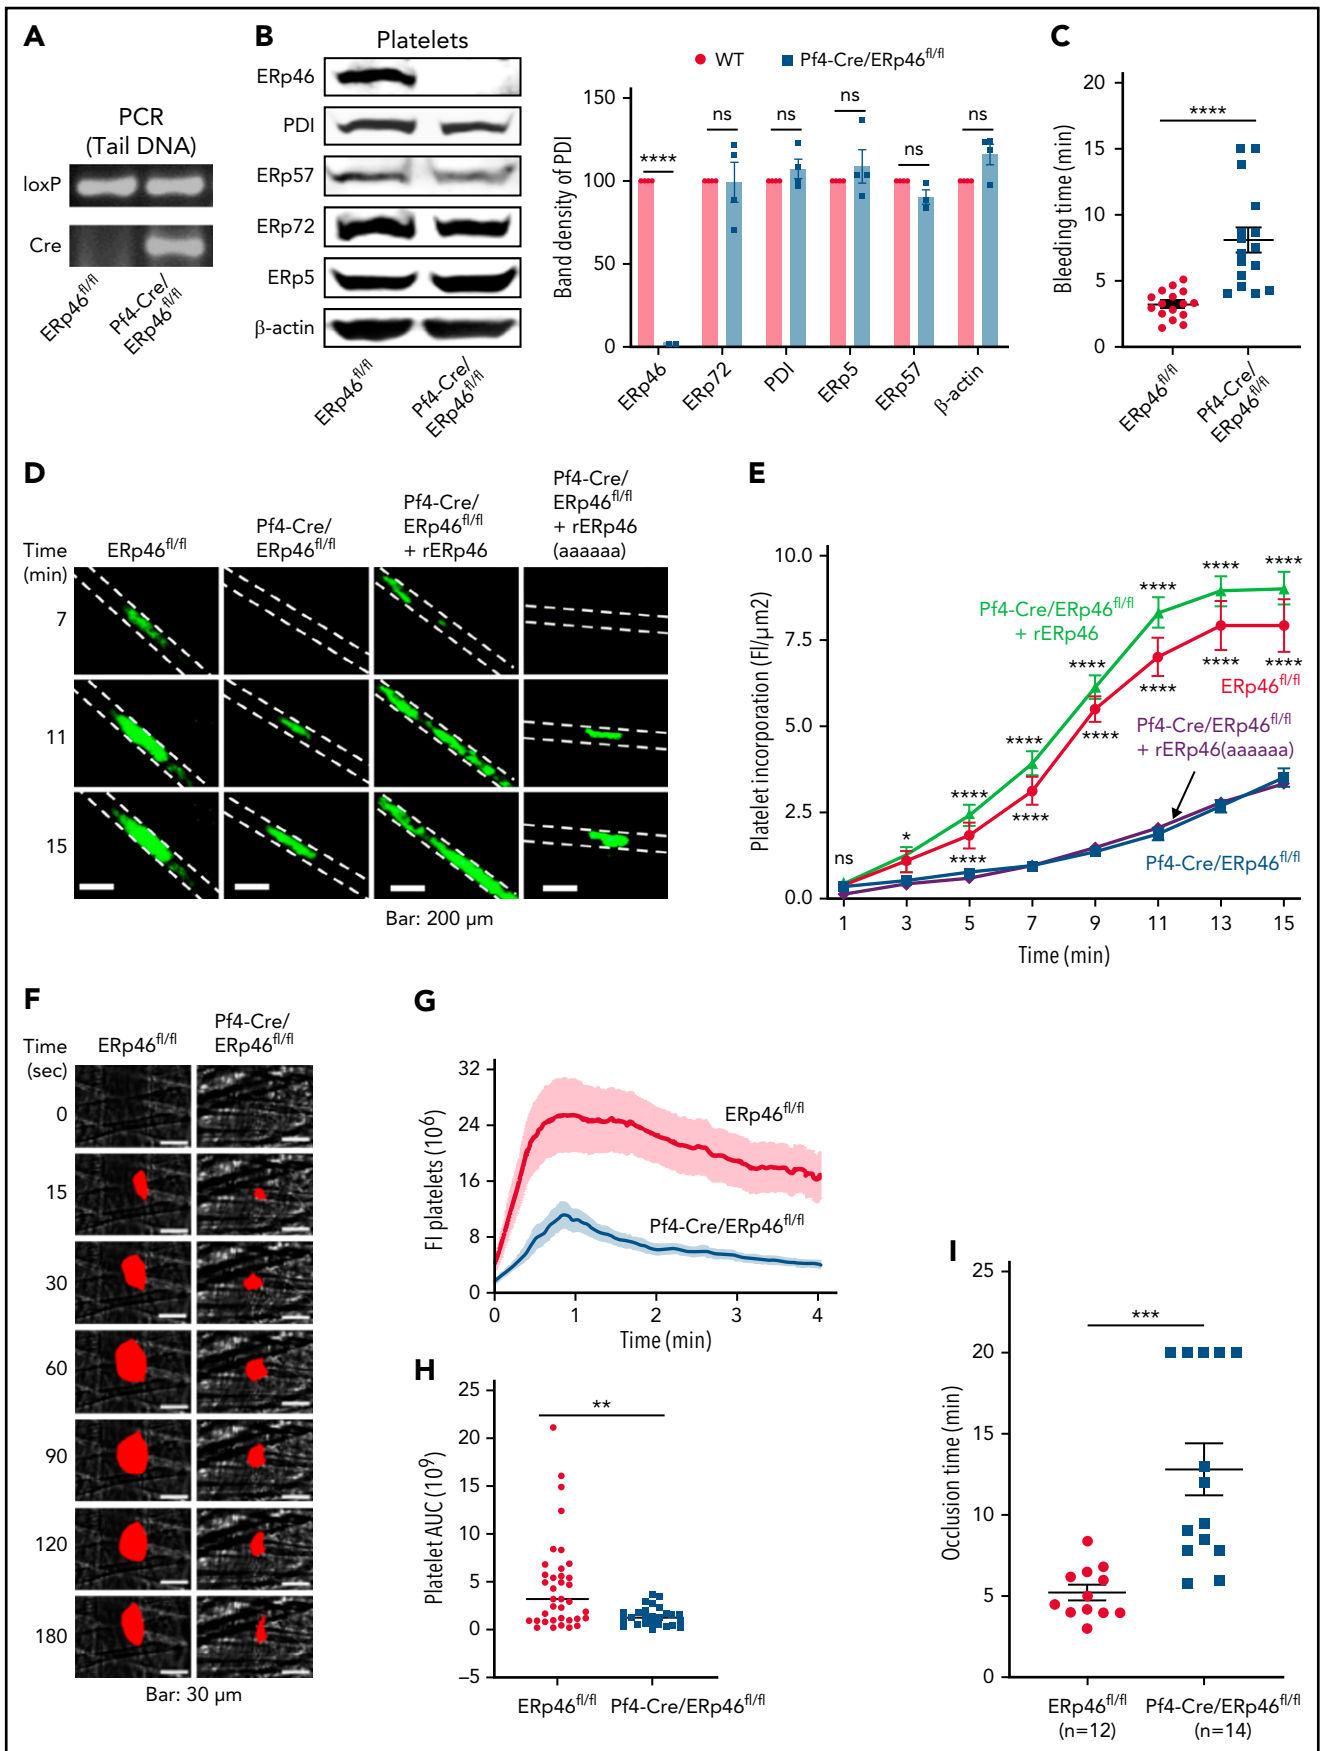 A
PCR
(Tail DNA)
loxP
Cre
ERp46fl/fl
Pf4-Cre/
ERp46fl/fl
B
Platelets
ERp46
PDI
ERp57
ERp72
ERp5
β-actin
ERp46fl/fl
Pf4-Cre/
ERp46fl/fl
WT
Pf4-Cre/ERp46fl/fl
Band density of PDI
150
100
50
0
****
ns
ns
ns
ns
ns
ERp46
ERp72
PDI
ERp5
ERp57
β-actin
C
Bleeding time (min)
20
15
10
5
0
****
ERp46fl/fl
Pf4-Cre/
ERp46fl/fl
D
Time
(min)
ERp46fl/fl
Pf4-Cre/
ERp46fl/fl
Pf4-Cre/
ERp46fl/fl
+ rERp46
Pf4-Cre/
ERp46fl/fl
+ rERp46
(aaaaaa)
7
11
15
Bar: 200 µm
E
Platelet incorporation (FI/µm2)
10.0
7.5
5.0
2.5
0.0
Pf4-Cre/ERp46fl/fl
+ rERp46
ERp46fl/fl
Pf4-Cre/ERp46fl/fl
+ rERp46(aaaaaa)
Pf4-Cre/ERp46fl/fl
ns
*
****
****
****
****
****
****
****
****
****
****
****
****
1 3 5 7 9 11 13 15
Time (min)
F
Time
(sec)
ERp46fl/fl
Pf4-Cre/
ERp46fl/fl
0
15
30
60
90
120
180
Bar: 30 µm
G
FI platelets (10⁶)
32
24
16
8
0
ERp46fl/fl
Pf4-Cre/ERp46fl/fl
0 1 2 3 4
Time (min)
H
Platelet AUC (10⁹)
25
20
15
10
5
0
–5
**
ERp46fl/fl
Pf4-Cre/ERp46fl/fl
I
Occlusion time (min)
25
20
15
10
5
0
***
ERp46fl/fl
(n=12)
Pf4-Cre/ERp46fl/fl
(n=14)